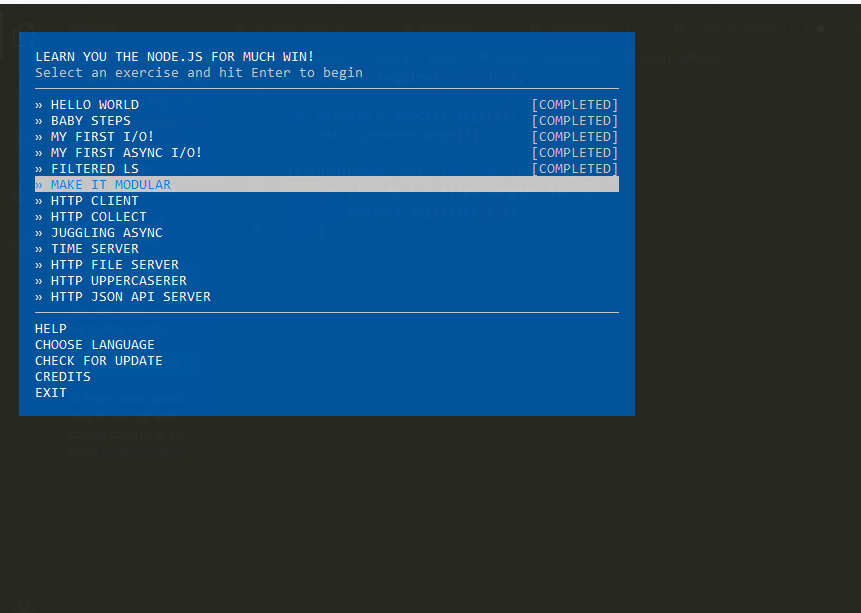 LEARN YOU THE NODE.JS FOR MUCH WIN!
Select an exercise and hit Enter to begin
» HELLO WORLD [COMPLETED]
» BABY STEPS [COMPLETED]
» MY FIRST I/O! [COMPLETED]
» MY FIRST ASYNC I/O! [COMPLETED]
» FILTERED LS [COMPLETED]
» MAKE IT MODULAR
» HTTP CLIENT
» HTTP COLLECT
» JUGGLING ASYNC
» TIME SERVER
» HTTP FILE SERVER
» HTTP UPPERCASERER
» HTTP JSON API SERVER
HELP
CHOOSE LANGUAGE
CHECK FOR UPDATE
CREDITS
EXIT